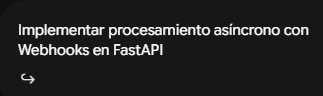 Implementar procesamiento asíncrono con
Webhooks en FastAPI